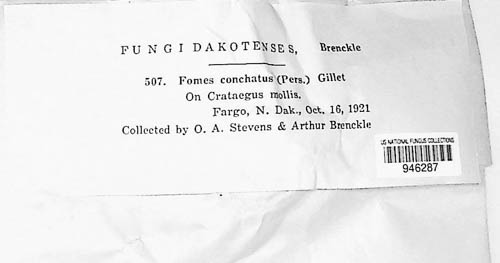 FUNGI DAKOTENSES, Brenckle
507. Fomes conchatus (Pers.) Gillet
On Crataegus mollis.
Fargo, N. Dak., Oct. 16, 1921
Collected by O. A. Stevens & Arthur Brenckle
US NATIONAL FUNGUS COLLECTIONS
946287